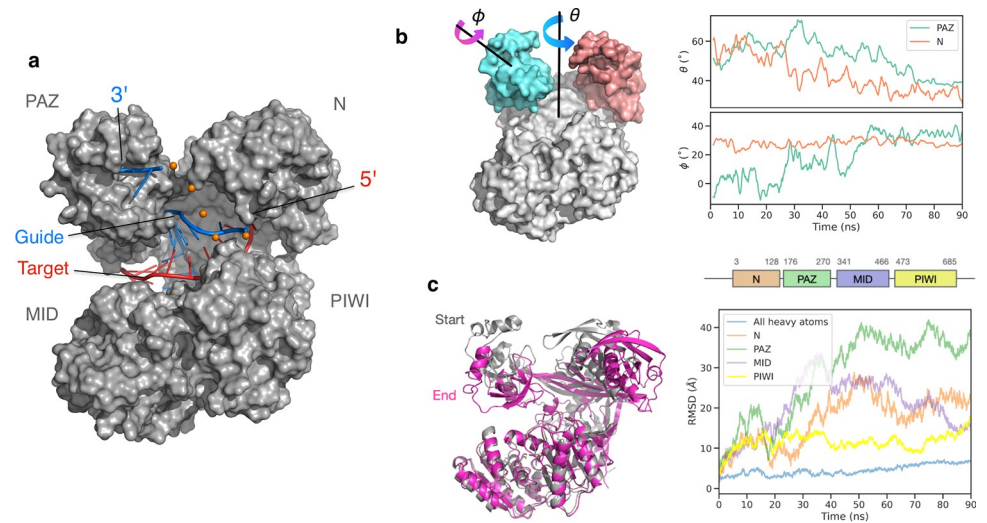 a
PAZ
3'
N
5'
Guide
Target
MID
PIWI
b
ϕ
θ
θ (°)
60
40
PAZ
N
ϕ (°)
40
20
0
0 10 20 30 40 50 60 70 80 90
Time (ns)
c
Start
End
3 128 176 270 341 466 473 685
N PAZ MID PIWI
RMSD (Å)
40
30
20
10
0
All heavy atoms
N
PAZ
MID
PIWI
0 10 20 30 40 50 60 70 80 90
Time (ns)